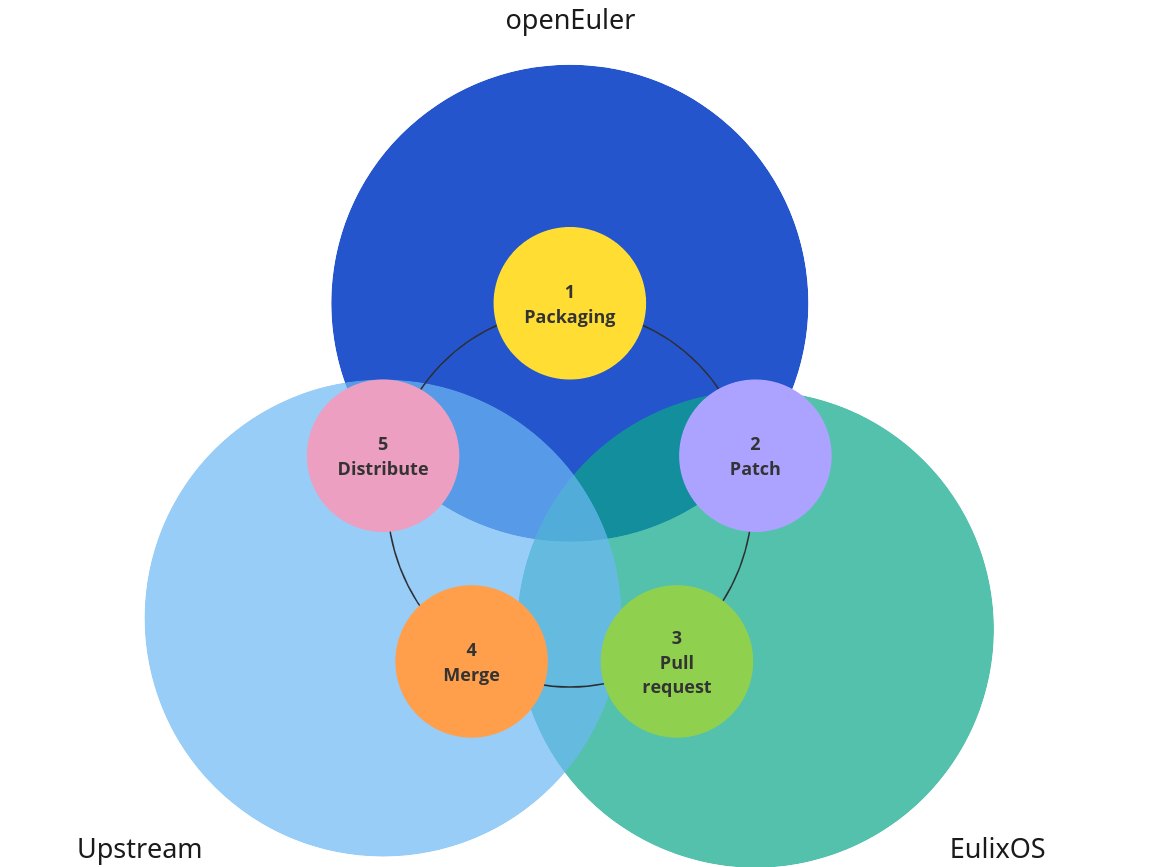 openEuler
1
Packaging
5
Distribute
2
Patch
4
Merge
3
Pull
request
Upstream
EulixOS